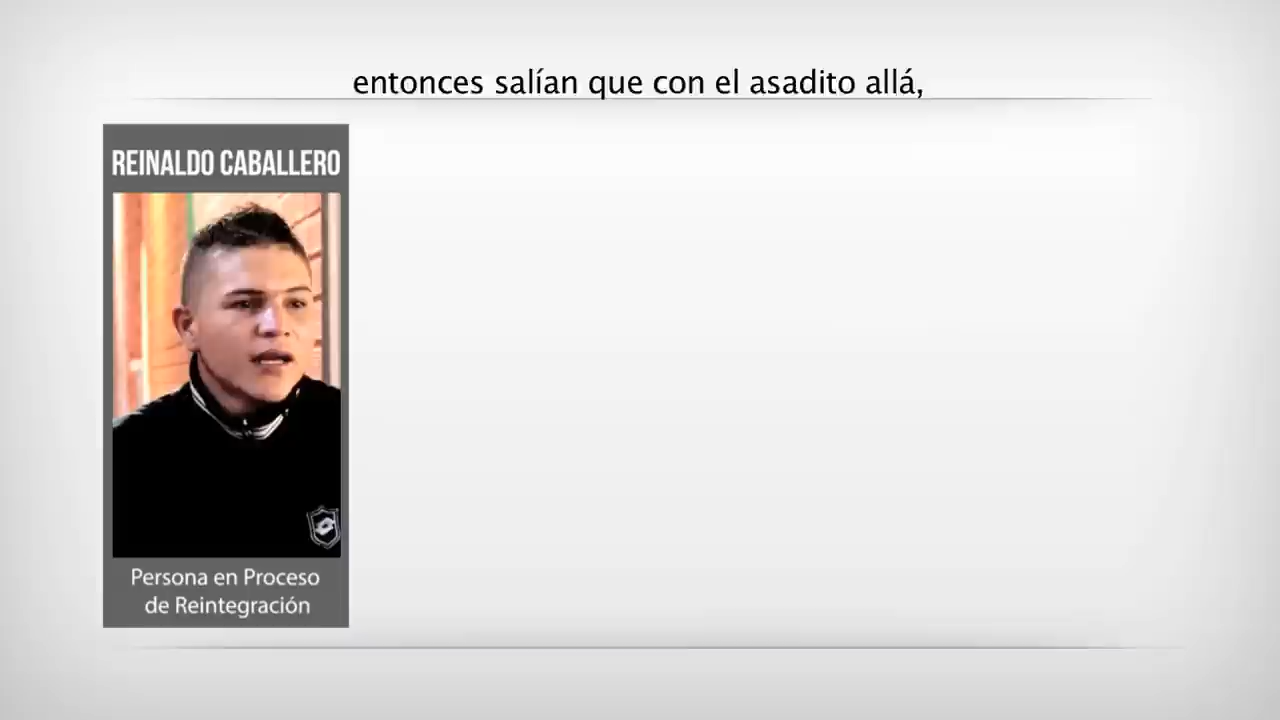 entonces salían que con el asadito allá,
REINALDO CABALLERO
Persona en Proceso
de Reintegración